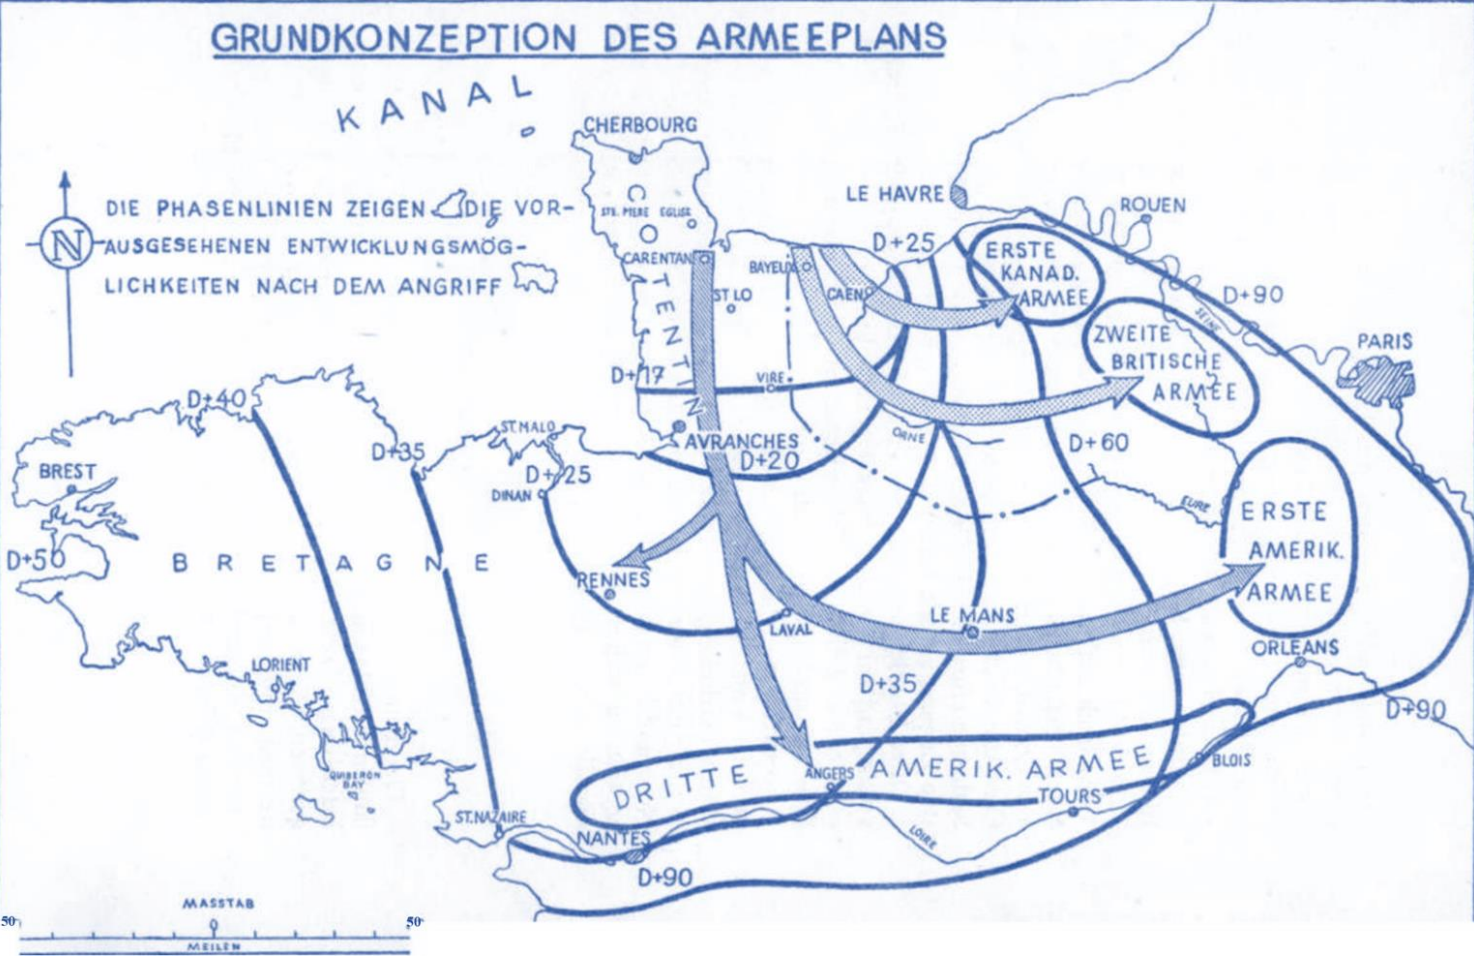 GRUNDKONZEPTION DES ARMEEPLANS
KANAL
CHERBOURG
DIE PHASENLINIEN ZEIGEN DIE VOR-
AUSGESEHENEN ENTWICKLUNGSMÖG-
LICHKEITEN NACH DEM ANGRIFF
N
STE. MERE EGLISE
LE HAVRE
ROUEN
D+25
CARENTAN
BAYEUX
ERSTE
KANAD.
ARMEE
TENTIN
ST LO
CAEN
D+90
SEINE
ZWEITE
BRITISCHE
ARMEE
PARIS
D+17
VIRE
D+40
ST. MALO
AVRANCHES
D+20
ORNE
D+60
D+35
D+25
DINAN
BREST
EURE
ERSTE
AMERIK.
ARMEE
D+50
BRETAGNE
RENNES
LAVAL
LE MANS
ORLEANS
LORIENT
D+35
D+90
QUIBERON
BAY
DRITTE AMERIK. ARMEE
ANGERS
BLOIS
TOURS
ST. NAZAIRE
NANTES
LOIRE
D+90
MASSTAB
50 0 50
MEILEN